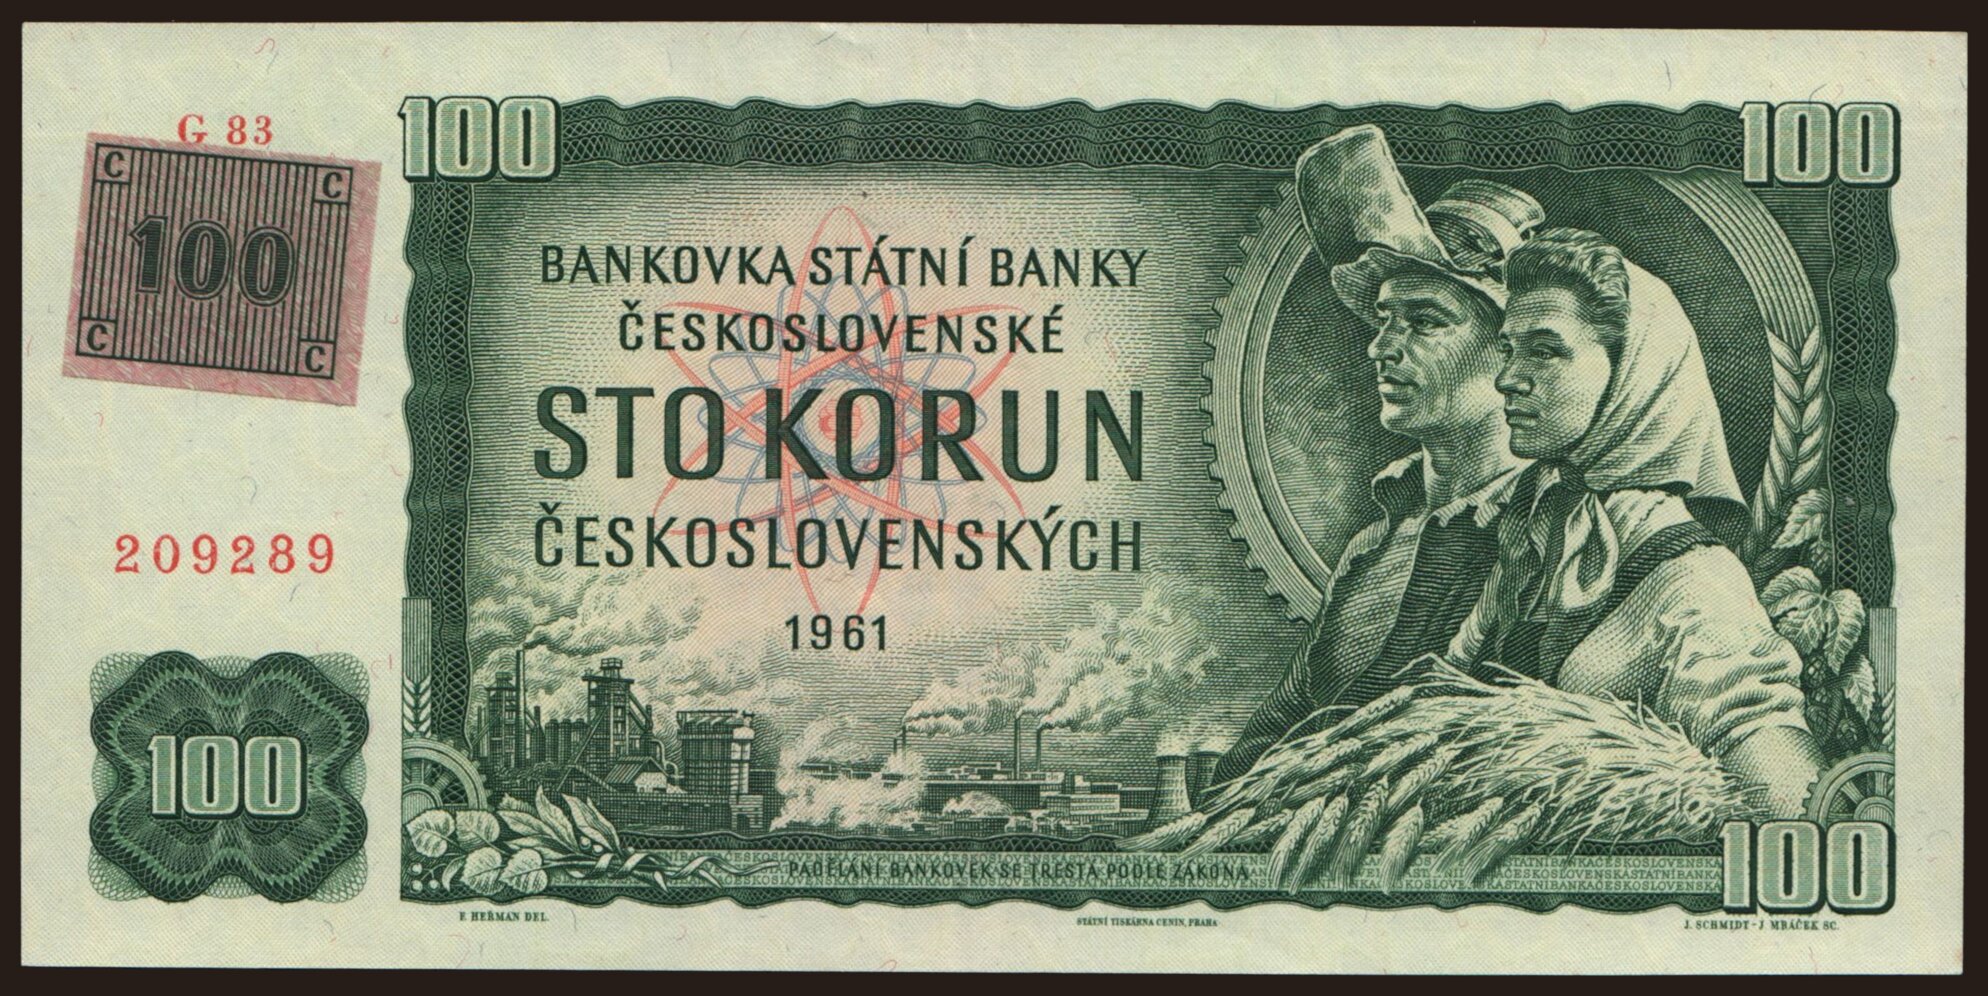 G 83
C C
100
C C
209289
100
100
100
BANKOVKA STÁTNÍ BANKY
ČESKOSLOVENSKÉ
STO KORUN
ČESKOSLOVENSKÝCH
1961
PADĚLÁNÍ BANKOVEK SE TRESTÁ PODLE ZÁKONA
100
F. HEŘMAN DEL.
STÁTNÍ TISKÁRNA CENIN, PRAHA
J. SCHMIDT - J. MRÁČEK SC.